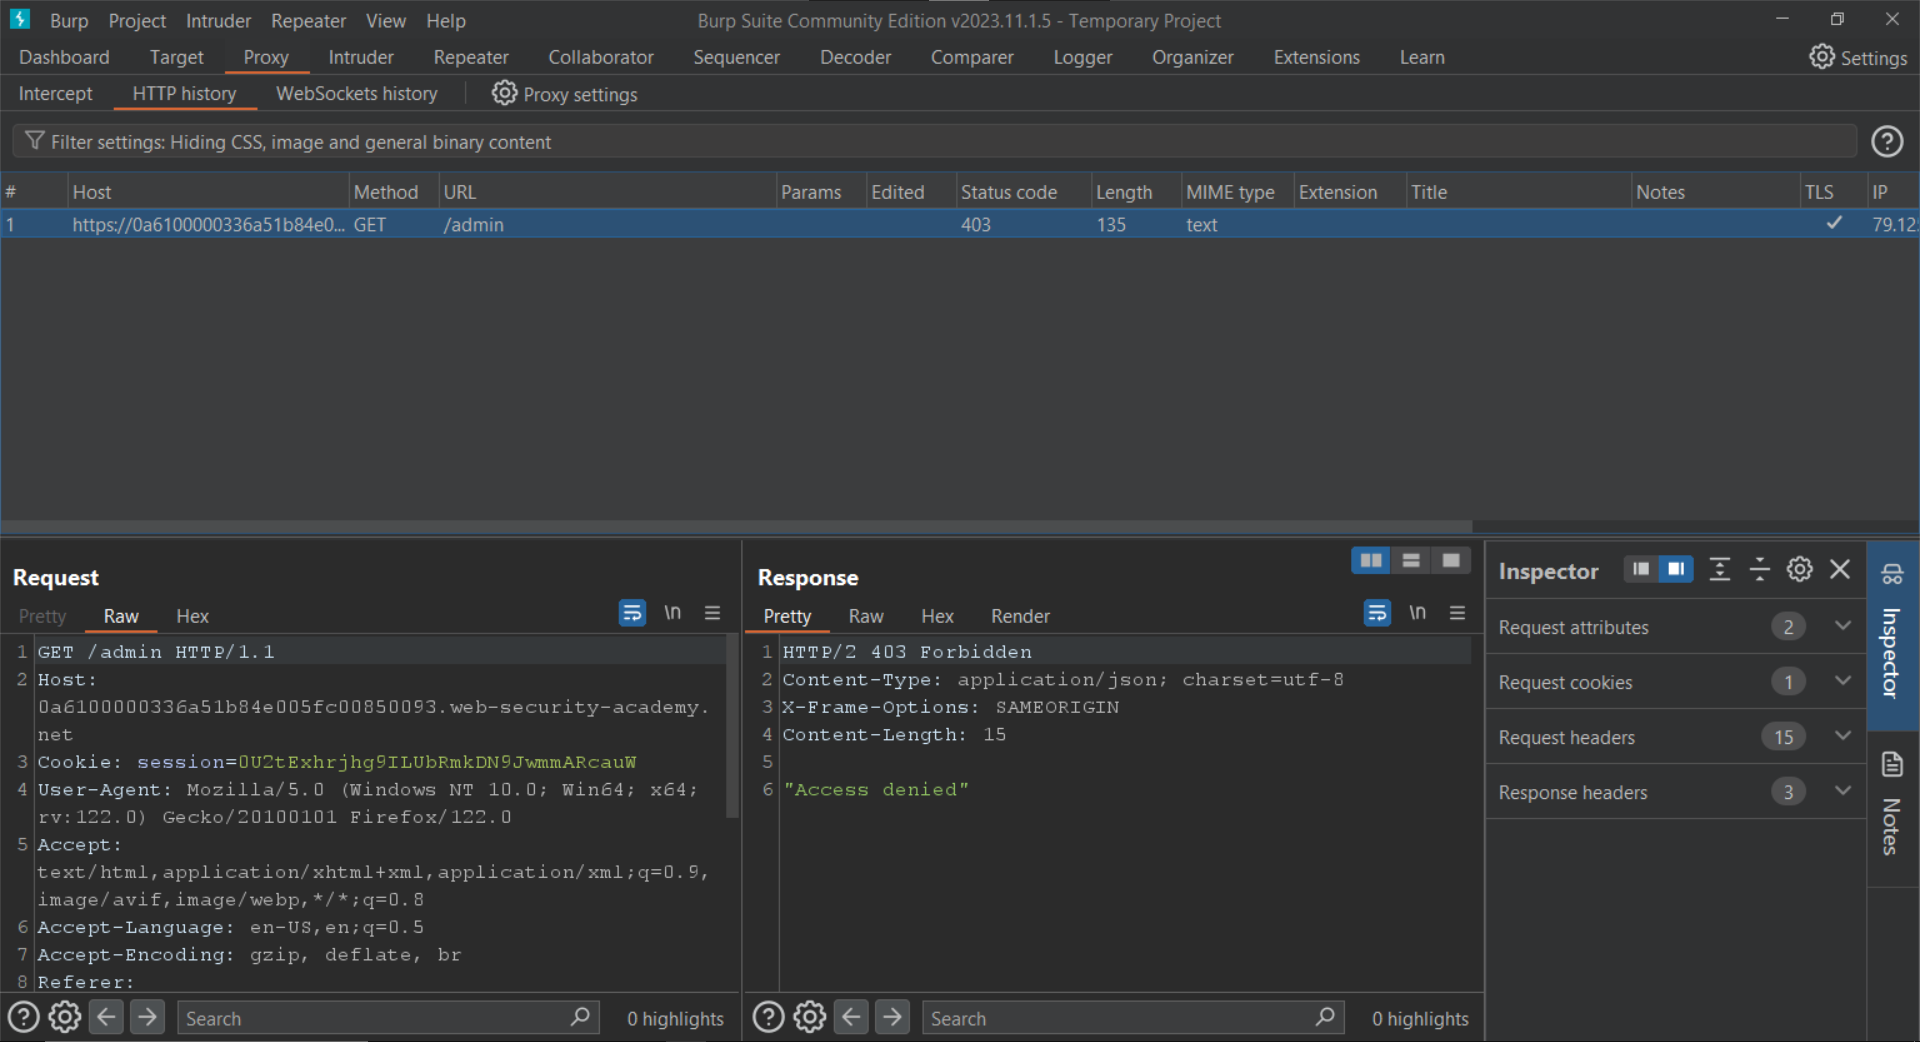 Burp Project Intruder Repeater View Help Burp Suite Community Edition v2023.11.1.5 - Temporary Project
Dashboard Target Proxy Intruder Repeater Collaborator Sequencer Decoder Comparer Logger Organizer Extensions Learn Settings
Intercept HTTP history WebSockets history Proxy settings
Filter settings: Hiding CSS, image and general binary content
# Host Method URL Params Edited Status code Length MIME type Extension Title Notes TLS IP
1 https://0a6100000336a51b84e0... GET /admin 403 135 text 79.12
Request
Pretty Raw Hex \n
1 GET /admin HTTP/1.1
2 Host:
0a6100000336a51b84e005fc00850093.web-security-academy.
net
3 Cookie: session=0U2tExhrjhg9ILUbRmkDN9JwmmARcauW
4 User-Agent: Mozilla/5.0 (Windows NT 10.0; Win64; x64;
rv:122.0) Gecko/20100101 Firefox/122.0
5 Accept:
text/html,application/xhtml+xml,application/xml;q=0.9,
image/avif,image/webp,*/*;q=0.8
6 Accept-Language: en-US,en;q=0.5
7 Accept-Encoding: gzip, deflate, br
8 Referer:
Search 0 highlights
Response
Pretty Raw Hex Render \n
1 HTTP/2 403 Forbidden
2 Content-Type: application/json; charset=utf-8
3 X-Frame-Options: SAMEORIGIN
4 Content-Length: 15
5
6 "Access denied"
Search 0 highlights
Inspector
Request attributes 2
Request cookies 1
Request headers 15
Response headers 3
Inspector
Notes